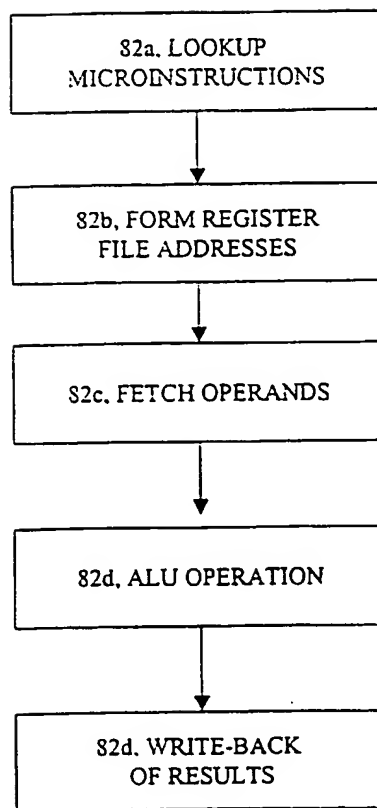 82a. LOOKUP
MICROINSTRUCTIONS
82b, FORM REGISTER
FILE ADDRESSES
82c. FETCH OPERANDS
82d, ALU OPERATION
82d. WRITE-BACK
OF RESULTS